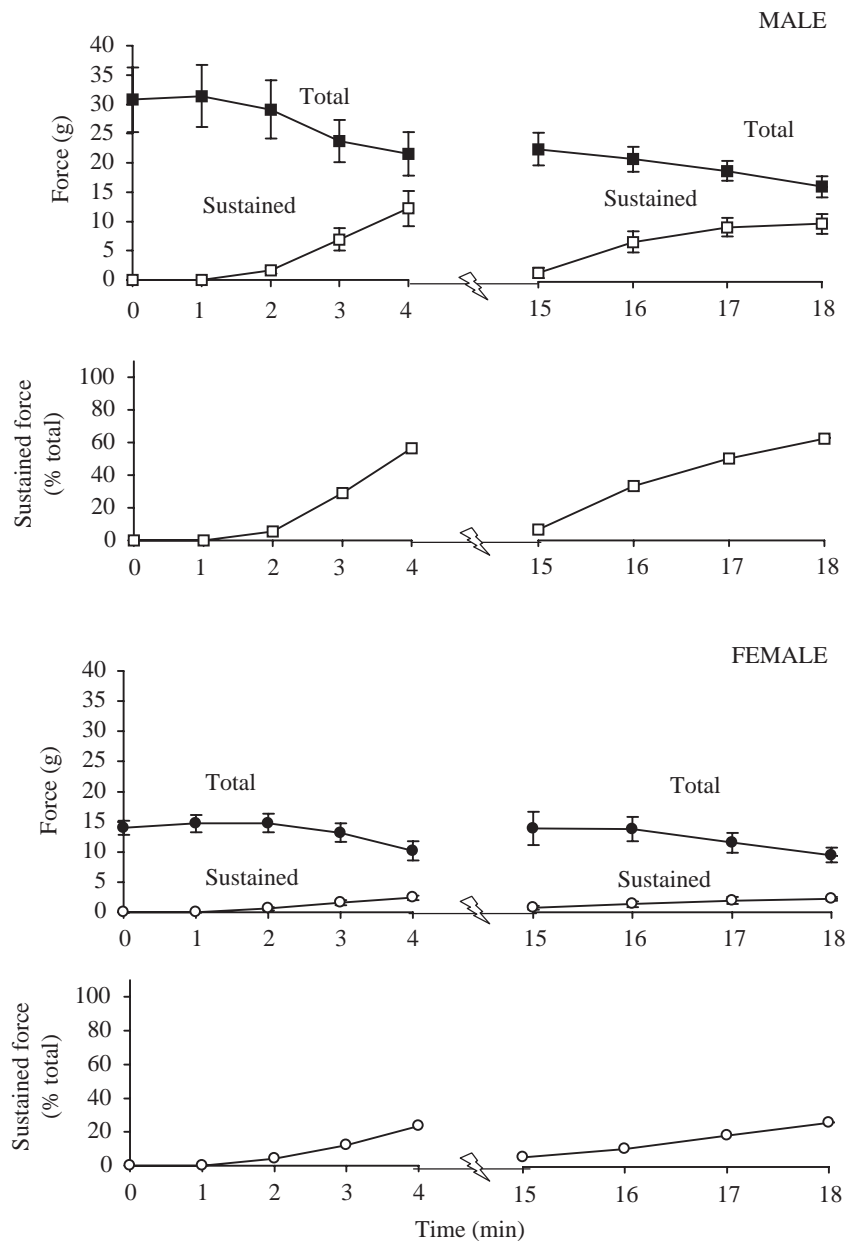 MALE
40
35
30
25
20
15
10
5
0
Force (g)
Total
Total
Sustained
Sustained
0 1 2 3 4 15 16 17 18
100
80
60
40
20
0
Sustained force
(% total)
0 1 2 3 4 15 16 17 18
FEMALE
40
35
30
25
20
15
10
5
0
Force (g)
Total
Total
Sustained
Sustained
0 1 2 3 4 15 16 17 18
100
80
60
40
20
0
Sustained force
(% total)
0 1 2 3 4 15 16 17 18
Time (min)